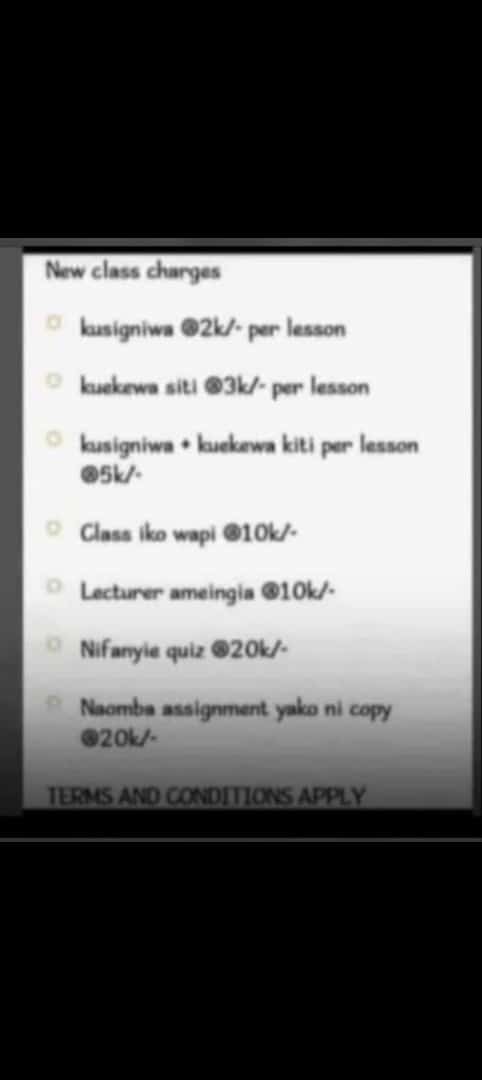 New class charges
kusigniwa @2k/- per lesson
kuekewa siti @3k/- per lesson
kusigniwa + kuekewa kiti per lesson
@5k/-
Class iko wapi @10k/-
Lecturer ameingia @10k/-
Nifanyie quiz @20k/-
Naomba assignment yako ni copy
@20k/-
TERMS AND CONDITIONS APPLY